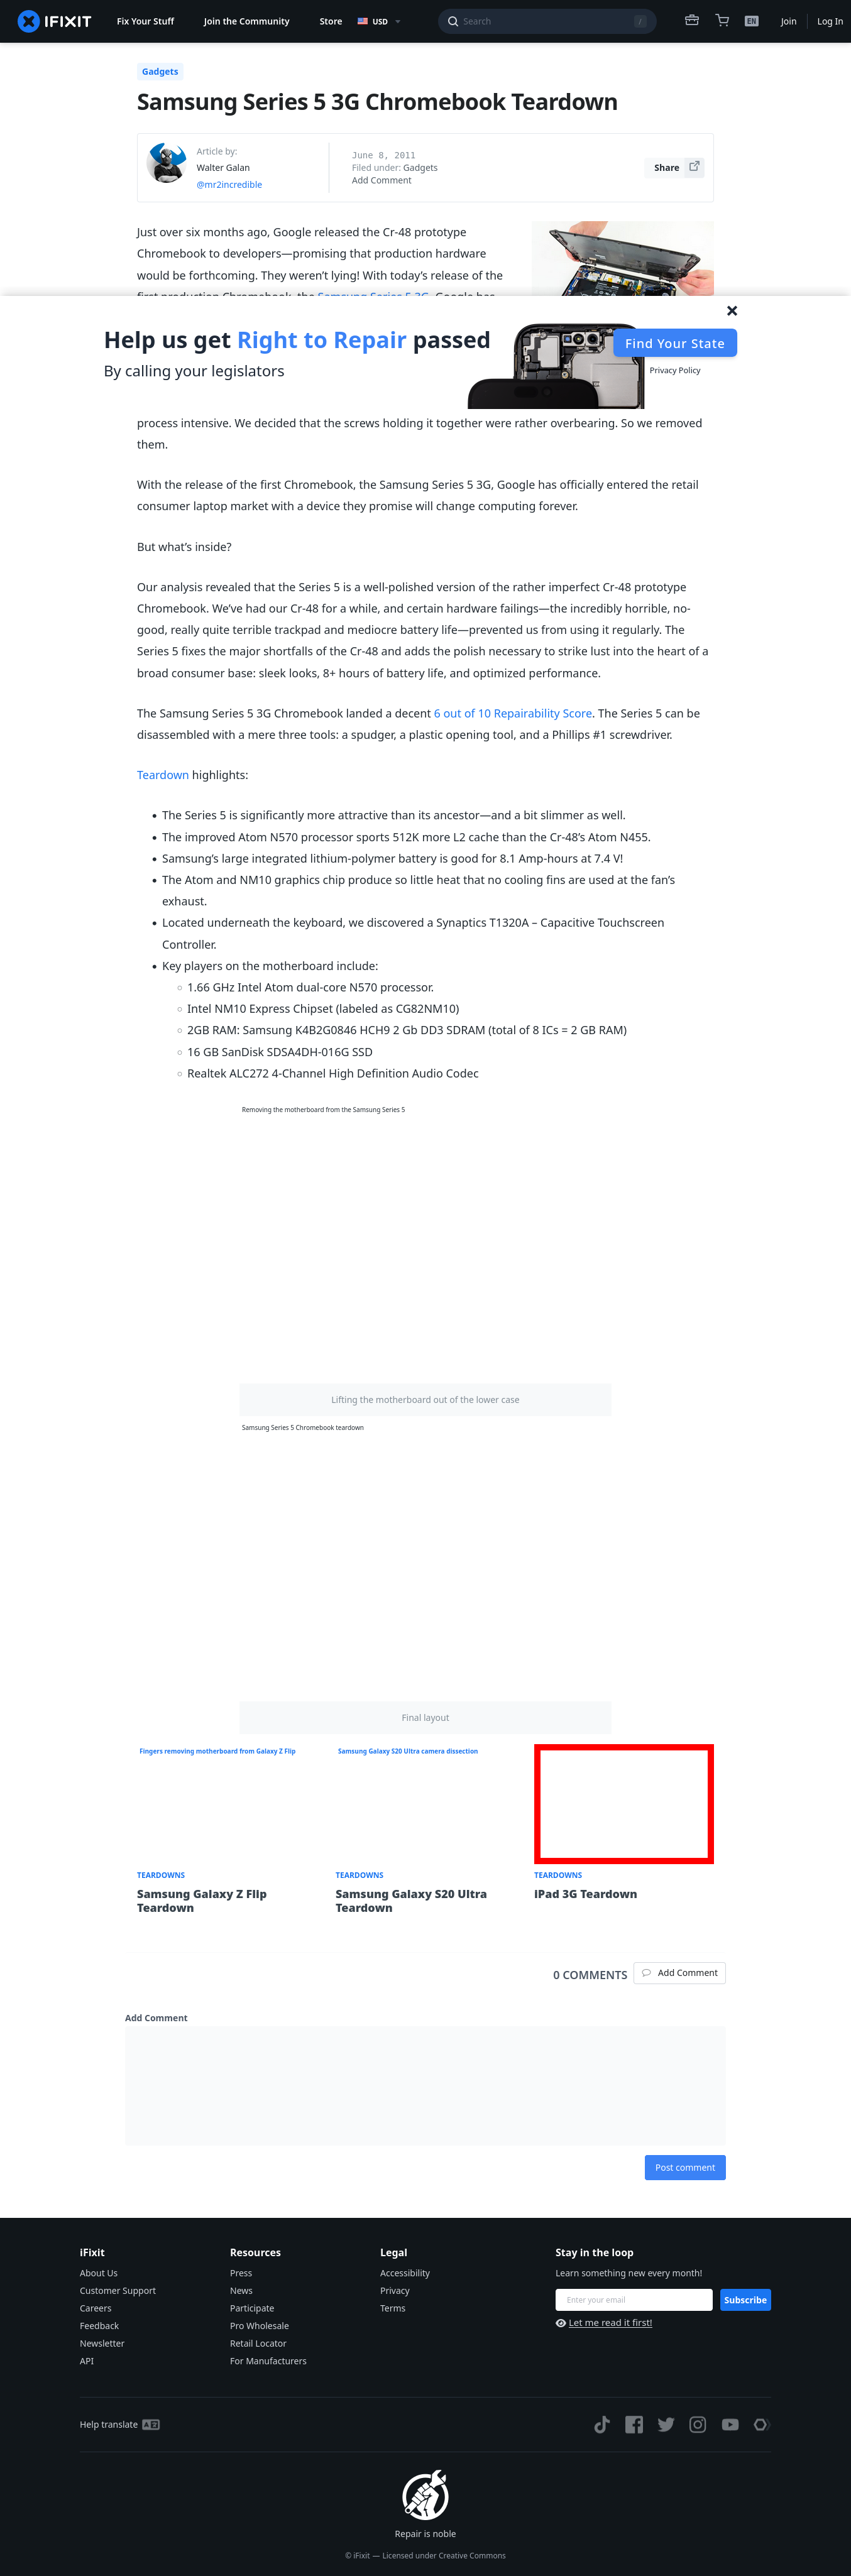 IFIXIT
Fix Your Stuff
Join the Community
Store
USD
Search
/
EN
Join
Log In
Gadgets
Samsung Series 5 3G Chromebook Teardown
Article by:
Walter Galan
@mr2incredible
June 8, 2011
Filed under: Gadgets
Add Comment
Share
Just over six months ago, Google released the Cr-48 prototype
Chromebook to developers—promising that production hardware
would be forthcoming. They weren’t lying! With today’s release of the
first production Chromebook, the Samsung Series 5 3G, Google has
Help us get Right to Repair passed
By calling your legislators
Find Your State
Privacy Policy
process intensive. We decided that the screws holding it together were rather overbearing. So we removed
them.
With the release of the first Chromebook, the Samsung Series 5 3G, Google has officially entered the retail
consumer laptop market with a device they promise will change computing forever.
But what’s inside?
Our analysis revealed that the Series 5 is a well-polished version of the rather imperfect Cr-48 prototype
Chromebook. We’ve had our Cr-48 for a while, and certain hardware failings—the incredibly horrible, no-
good, really quite terrible trackpad and mediocre battery life—prevented us from using it regularly. The
Series 5 fixes the major shortfalls of the Cr-48 and adds the polish necessary to strike lust into the heart of a
broad consumer base: sleek looks, 8+ hours of battery life, and optimized performance.
The Samsung Series 5 3G Chromebook landed a decent 6 out of 10 Repairability Score. The Series 5 can be
disassembled with a mere three tools: a spudger, a plastic opening tool, and a Phillips #1 screwdriver.
Teardown highlights:
The Series 5 is significantly more attractive than its ancestor—and a bit slimmer as well.
The improved Atom N570 processor sports 512K more L2 cache than the Cr-48’s Atom N455.
Samsung’s large integrated lithium-polymer battery is good for 8.1 Amp-hours at 7.4 V!
The Atom and NM10 graphics chip produce so little heat that no cooling fins are used at the fan’s
exhaust.
Located underneath the keyboard, we discovered a Synaptics T1320A – Capacitive Touchscreen
Controller.
Key players on the motherboard include:
1.66 GHz Intel Atom dual-core N570 processor.
Intel NM10 Express Chipset (labeled as CG82NM10)
2GB RAM: Samsung K4B2G0846 HCH9 2 Gb DD3 SDRAM (total of 8 ICs = 2 GB RAM)
16 GB SanDisk SDSA4DH-016G SSD
Realtek ALC272 4-Channel High Definition Audio Codec
Removing the motherboard from the Samsung Series 5
Lifting the motherboard out of the lower case
Samsung Series 5 Chromebook teardown
Final layout
Fingers removing motherboard from Galaxy Z Flip
Samsung Galaxy S20 Ultra camera dissection
TEARDOWNS
TEARDOWNS
TEARDOWNS
Samsung Galaxy Z Flip
Teardown
Samsung Galaxy S20 Ultra
Teardown
iPad 3G Teardown
0 COMMENTS
Add Comment
Add Comment
Post comment
iFixit
About Us
Customer Support
Careers
Feedback
Newsletter
API
Resources
Press
News
Participate
Pro Wholesale
Retail Locator
For Manufacturers
Legal
Accessibility
Privacy
Terms
Stay in the loop
Learn something new every month!
Enter your email
Subscribe
Let me read it first!
Help translate
Repair is noble
© iFixit — Licensed under Creative Commons